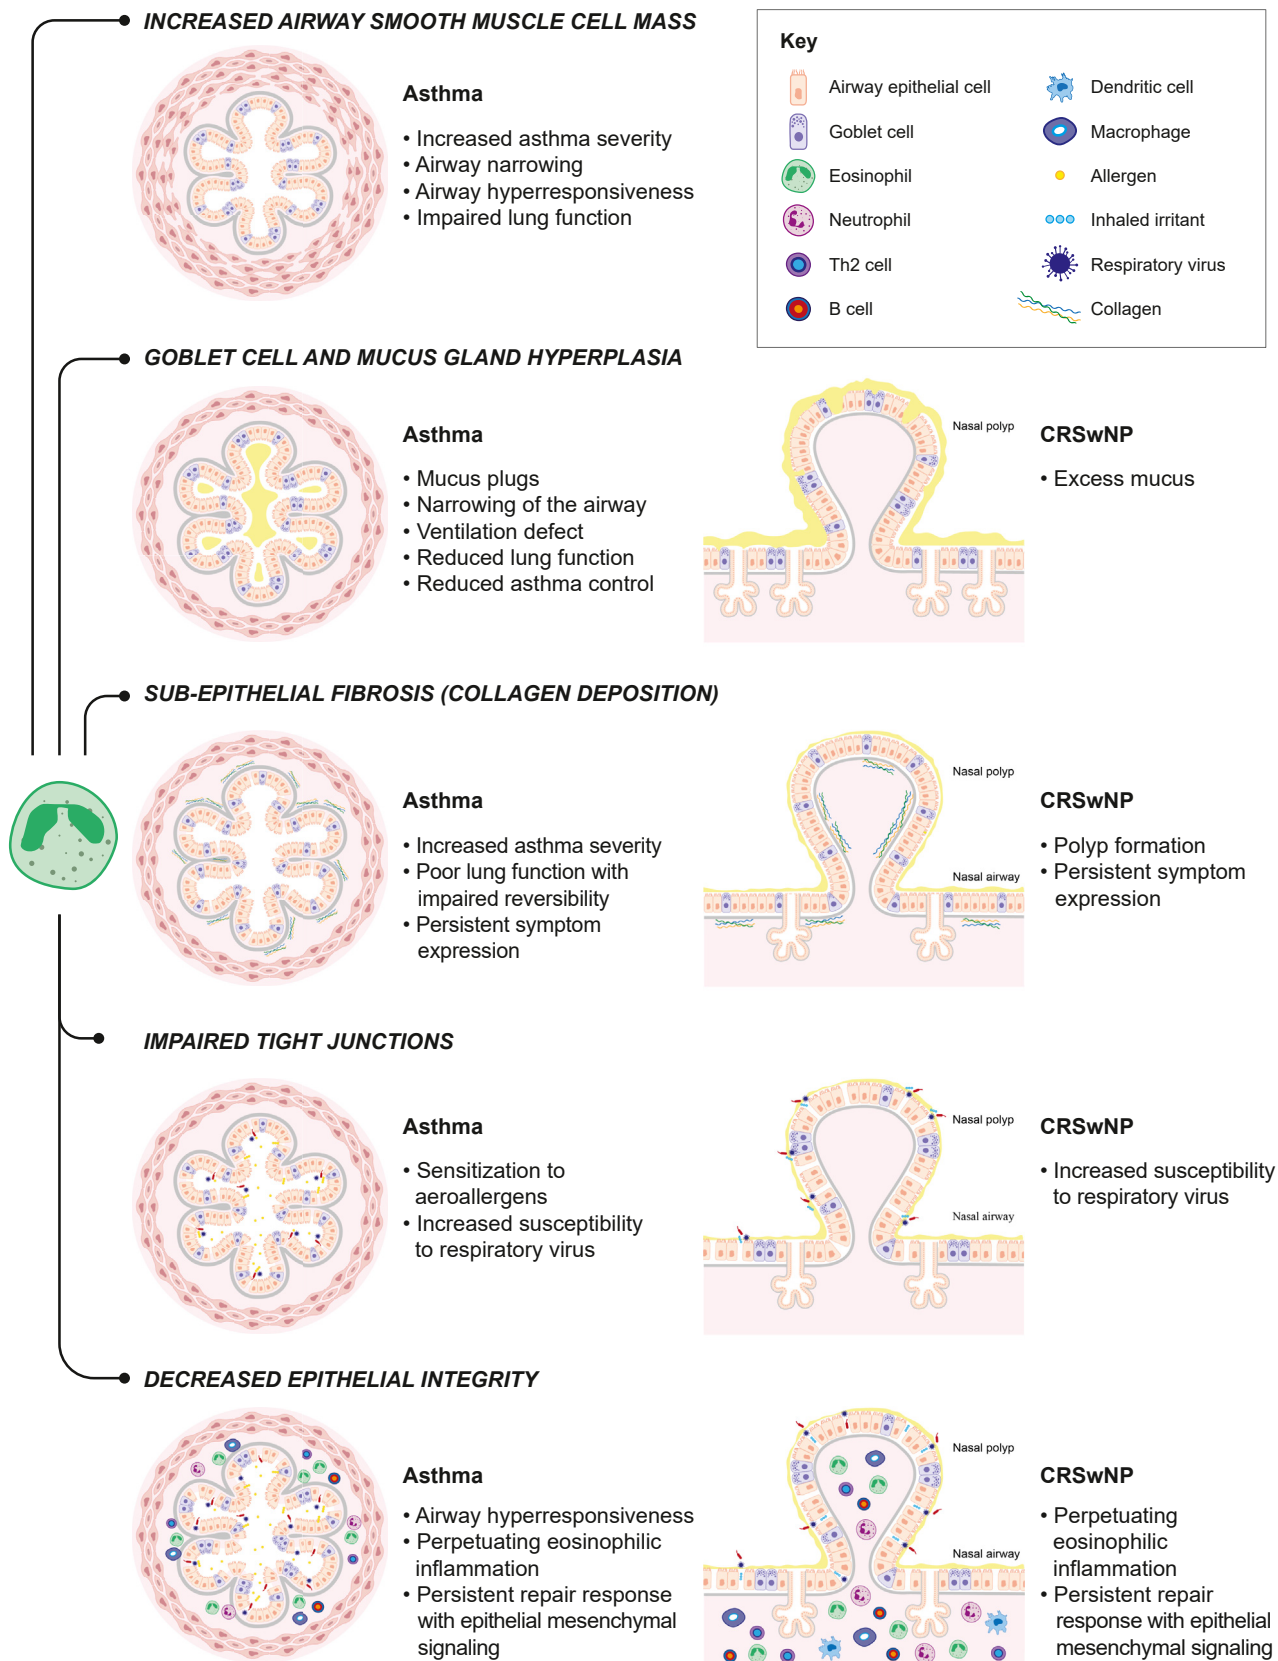 INCREASED AIRWAY SMOOTH MUSCLE CELL MASS
Asthma
• Increased asthma severity
• Airway narrowing
• Airway hyperresponsiveness
• Impaired lung function
Key
Airway epithelial cell
Goblet cell
Eosinophil
Neutrophil
Th2 cell
B cell
Dendritic cell
Macrophage
Allergen
Inhaled irritant
Respiratory virus
Collagen
GOBLET CELL AND MUCUS GLAND HYPERPLASIA
Asthma
• Mucus plugs
• Narrowing of the airway
• Ventilation defect
• Reduced lung function
• Reduced asthma control
Nasal polyp
CRSwNP
• Excess mucus
SUB-EPITHELIAL FIBROSIS (COLLAGEN DEPOSITION)
Asthma
• Increased asthma severity
• Poor lung function with
impaired reversibility
• Persistent symptom
expression
Nasal polyp
Nasal airway
CRSwNP
• Polyp formation
• Persistent symptom
expression
IMPAIRED TIGHT JUNCTIONS
Asthma
• Sensitization to
aeroallergens
• Increased susceptibility
to respiratory virus
Nasal polyp
Nasal airway
CRSwNP
• Increased susceptibility
to respiratory virus
DECREASED EPITHELIAL INTEGRITY
Asthma
• Airway hyperresponsiveness
• Perpetuating eosinophilic
inflammation
• Persistent repair response
with epithelial mesenchymal
signaling
Nasal polyp
Nasal airway
CRSwNP
• Perpetuating
eosinophilic
inflammation
• Persistent repair
response with epithelial
mesenchymal signaling